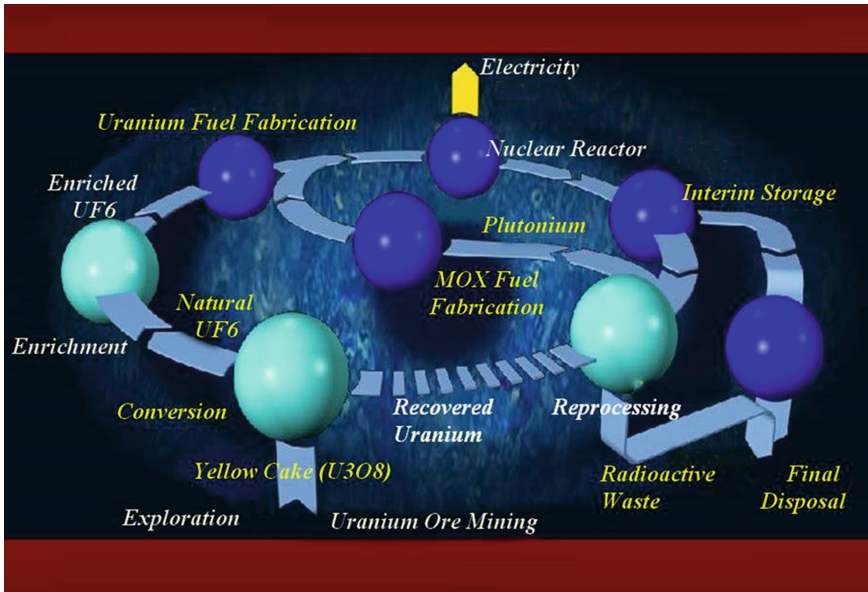 Electricity
Uranium Fuel Fabrication
Nuclear Reactor
Enriched
UF6
Interim Storage
Plutonium
MOX Fuel
Fabrication
Natural
UF6
Enrichment
Conversion
Recovered
Uranium
Reprocessing
Yellow Cake (U3O8)
Radioactive
Waste
Final
Disposal
Exploration
Uranium Ore Mining